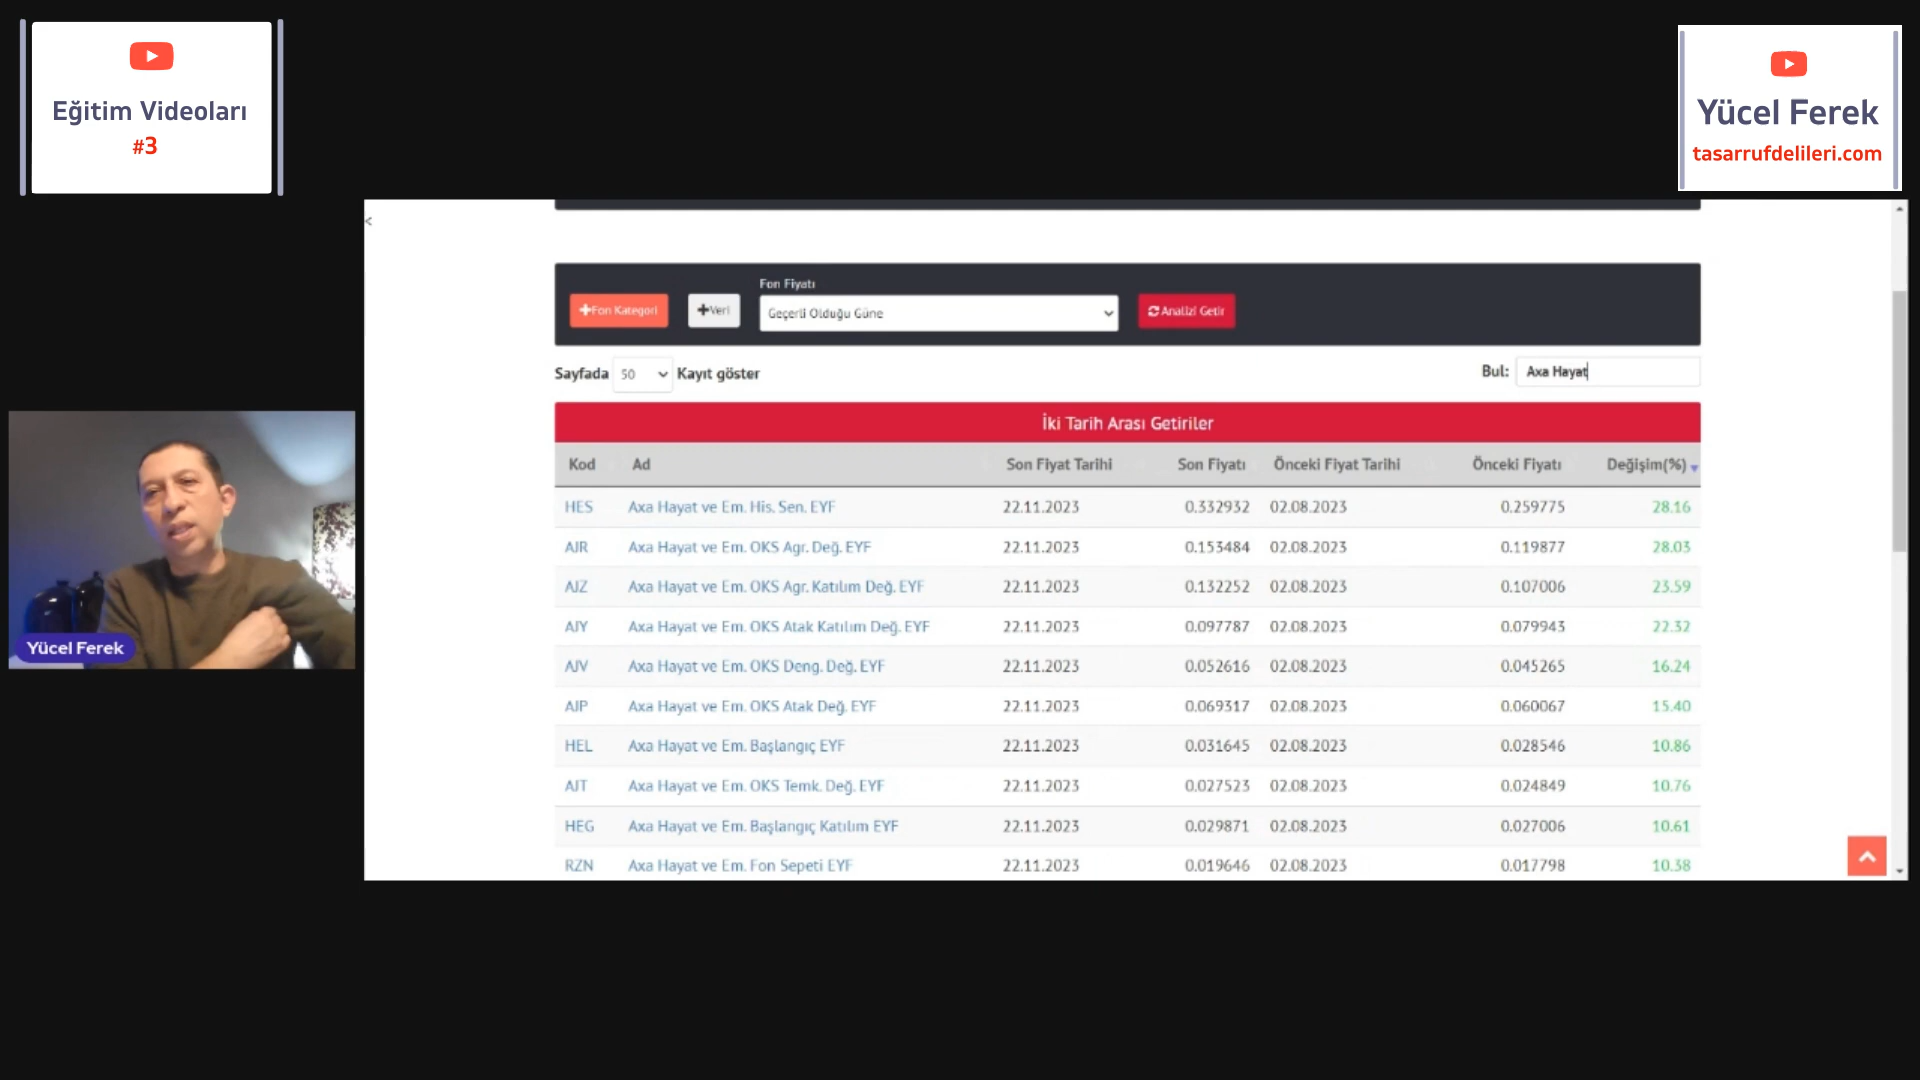 Eğitim Videoları
#3
Yücel Ferek
tasarrufdelileri.com
<
Fon Fiyatı
+Fon Kategori +Veri Geçerli Olduğu Güne Analizi Getir
Sayfada 50 Kayıt göster Bul: Axa Hayat
İki Tarih Arası Getiriler
Kod Ad Son Fiyat Tarihi Son Fiyatı Önceki Fiyat Tarihi Önceki Fiyatı Değişim(%)
HES Axa Hayat ve Em. His. Sen. EYF 22.11.2023 0.332932 02.08.2023 0.259775 28.16
AJR Axa Hayat ve Em. OKS Agr. Değ. EYF 22.11.2023 0.153484 02.08.2023 0.119877 28.03
AJZ Axa Hayat ve Em. OKS Agr. Katılım Değ. EYF 22.11.2023 0.132252 02.08.2023 0.107006 23.59
AJY Axa Hayat ve Em. OKS Atak Katılım Değ. EYF 22.11.2023 0.097787 02.08.2023 0.079943 22.32
AJV Axa Hayat ve Em. OKS Deng. Değ. EYF 22.11.2023 0.052616 02.08.2023 0.045265 16.24
AJP Axa Hayat ve Em. OKS Atak Değ. EYF 22.11.2023 0.069317 02.08.2023 0.060067 15.40
HEL Axa Hayat ve Em. Başlangıç EYF 22.11.2023 0.031645 02.08.2023 0.028546 10.86
AJT Axa Hayat ve Em. OKS Temk. Değ. EYF 22.11.2023 0.027523 02.08.2023 0.024849 10.76
HEG Axa Hayat ve Em. Başlangıç Katılım EYF 22.11.2023 0.029871 02.08.2023 0.027006 10.61
RZN Axa Hayat ve Em. Fon Sepeti EYF 22.11.2023 0.019646 02.08.2023 0.017798 10.38
Yücel Ferek